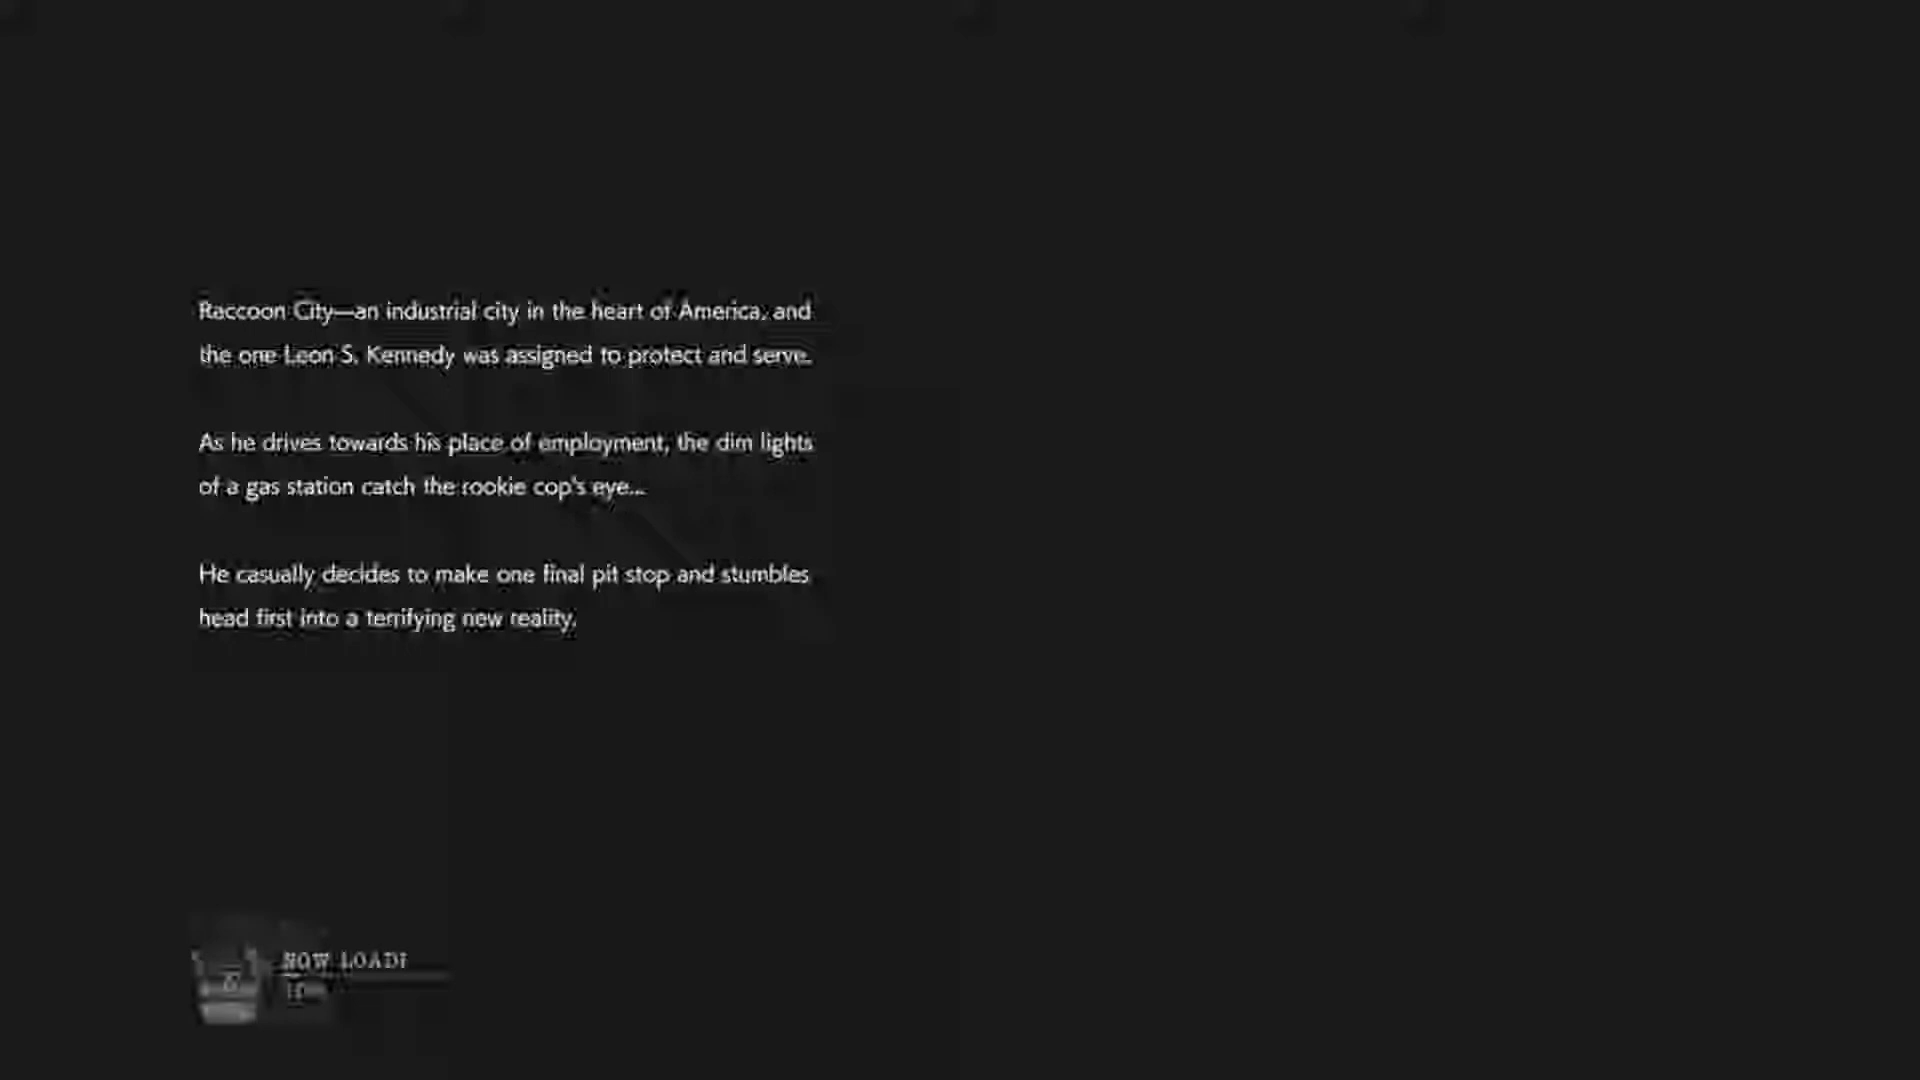 Raccoon City—an industrial city in the heart of America, and
the one Leon S. Kennedy was assigned to protect and serve.
As he drives towards his place of employment, the dim lights
of a gas station catch the rookie cop's eye...
He casually decides to make one final pit stop and stumbles
head first into a terrifying new reality.
NOW LOADI